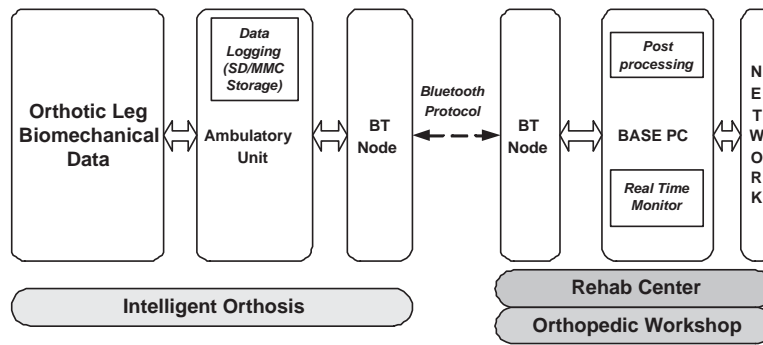 Orthotic Leg
Biomechanical
Data
Data
Logging
(SD/MMC
Storage)
Ambulatory
Unit
BT
Node
Bluetooth
Protocol
BT
Node
Post
processing
BASE PC
Real Time
Monitor
N
E
T
W
O
R
K
Intelligent Orthosis
Rehab Center
Orthopedic Workshop